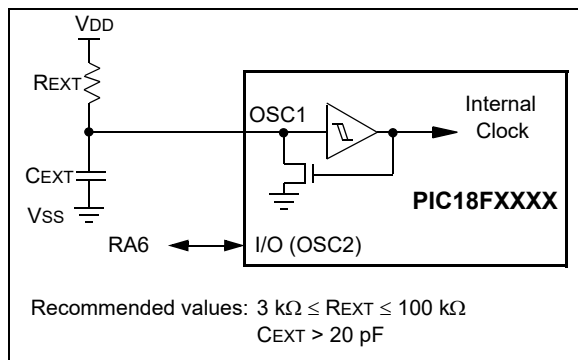 VDD
REXT
OSC1
Internal
Clock
CEXT
PIC18FXXXX
VSS
RA6
I/O (OSC2)
Recommended values: 3 kΩ ≤ REXT ≤ 100 kΩ
CEXT > 20 pF